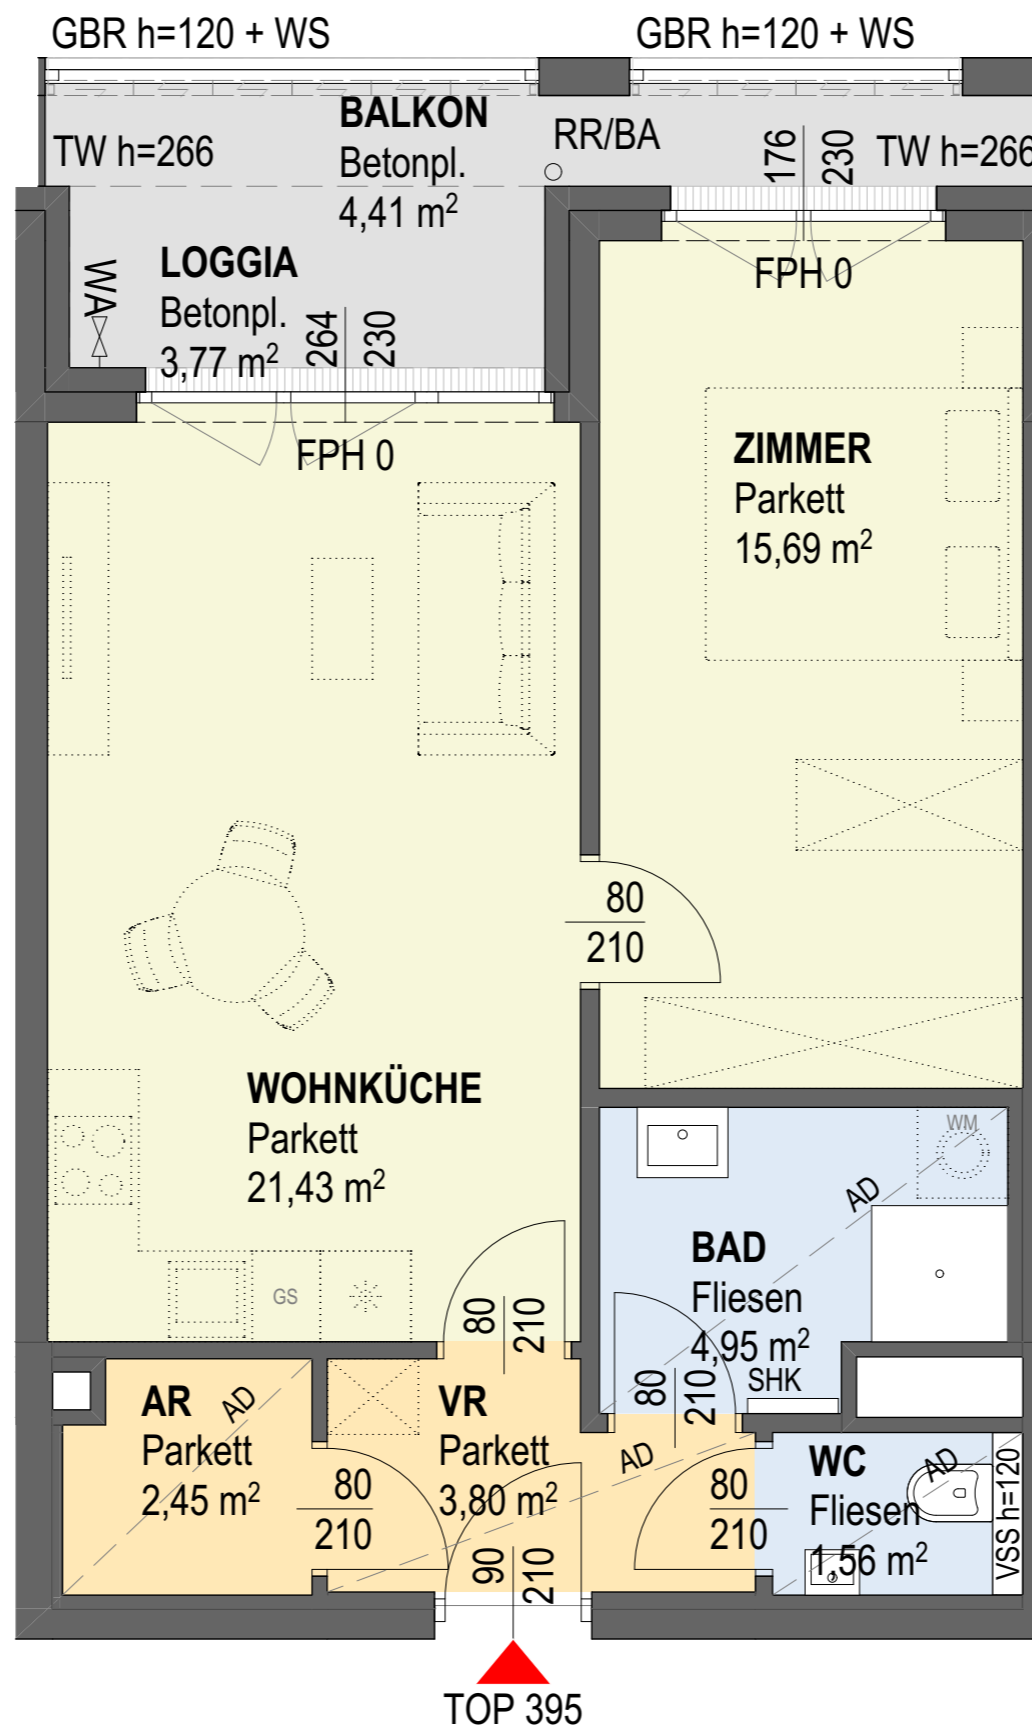 GBR h=120 + WS
GBR h=120 + WS
BALKON
Betonpl.
4,41 m²
TW h=266
RR/BA
176
230
TW h=266
WA
LOGGIA
Betonpl.
3,77 m²
264
230
FPH 0
FPH 0
ZIMMER
Parkett
15,69 m²
80
210
WOHNKÜCHE
Parkett
21,43 m²
GS
80
210
WM
AD
BAD
Fliesen
4,95 m²
SHK
80
210
AR
Parkett
2,45 m²
AD
80
210
VR
Parkett
3,80 m²
AD
90
210
80
210
WC
Fliesen
1,56 m²
AD
VSS h=120
TOP 395